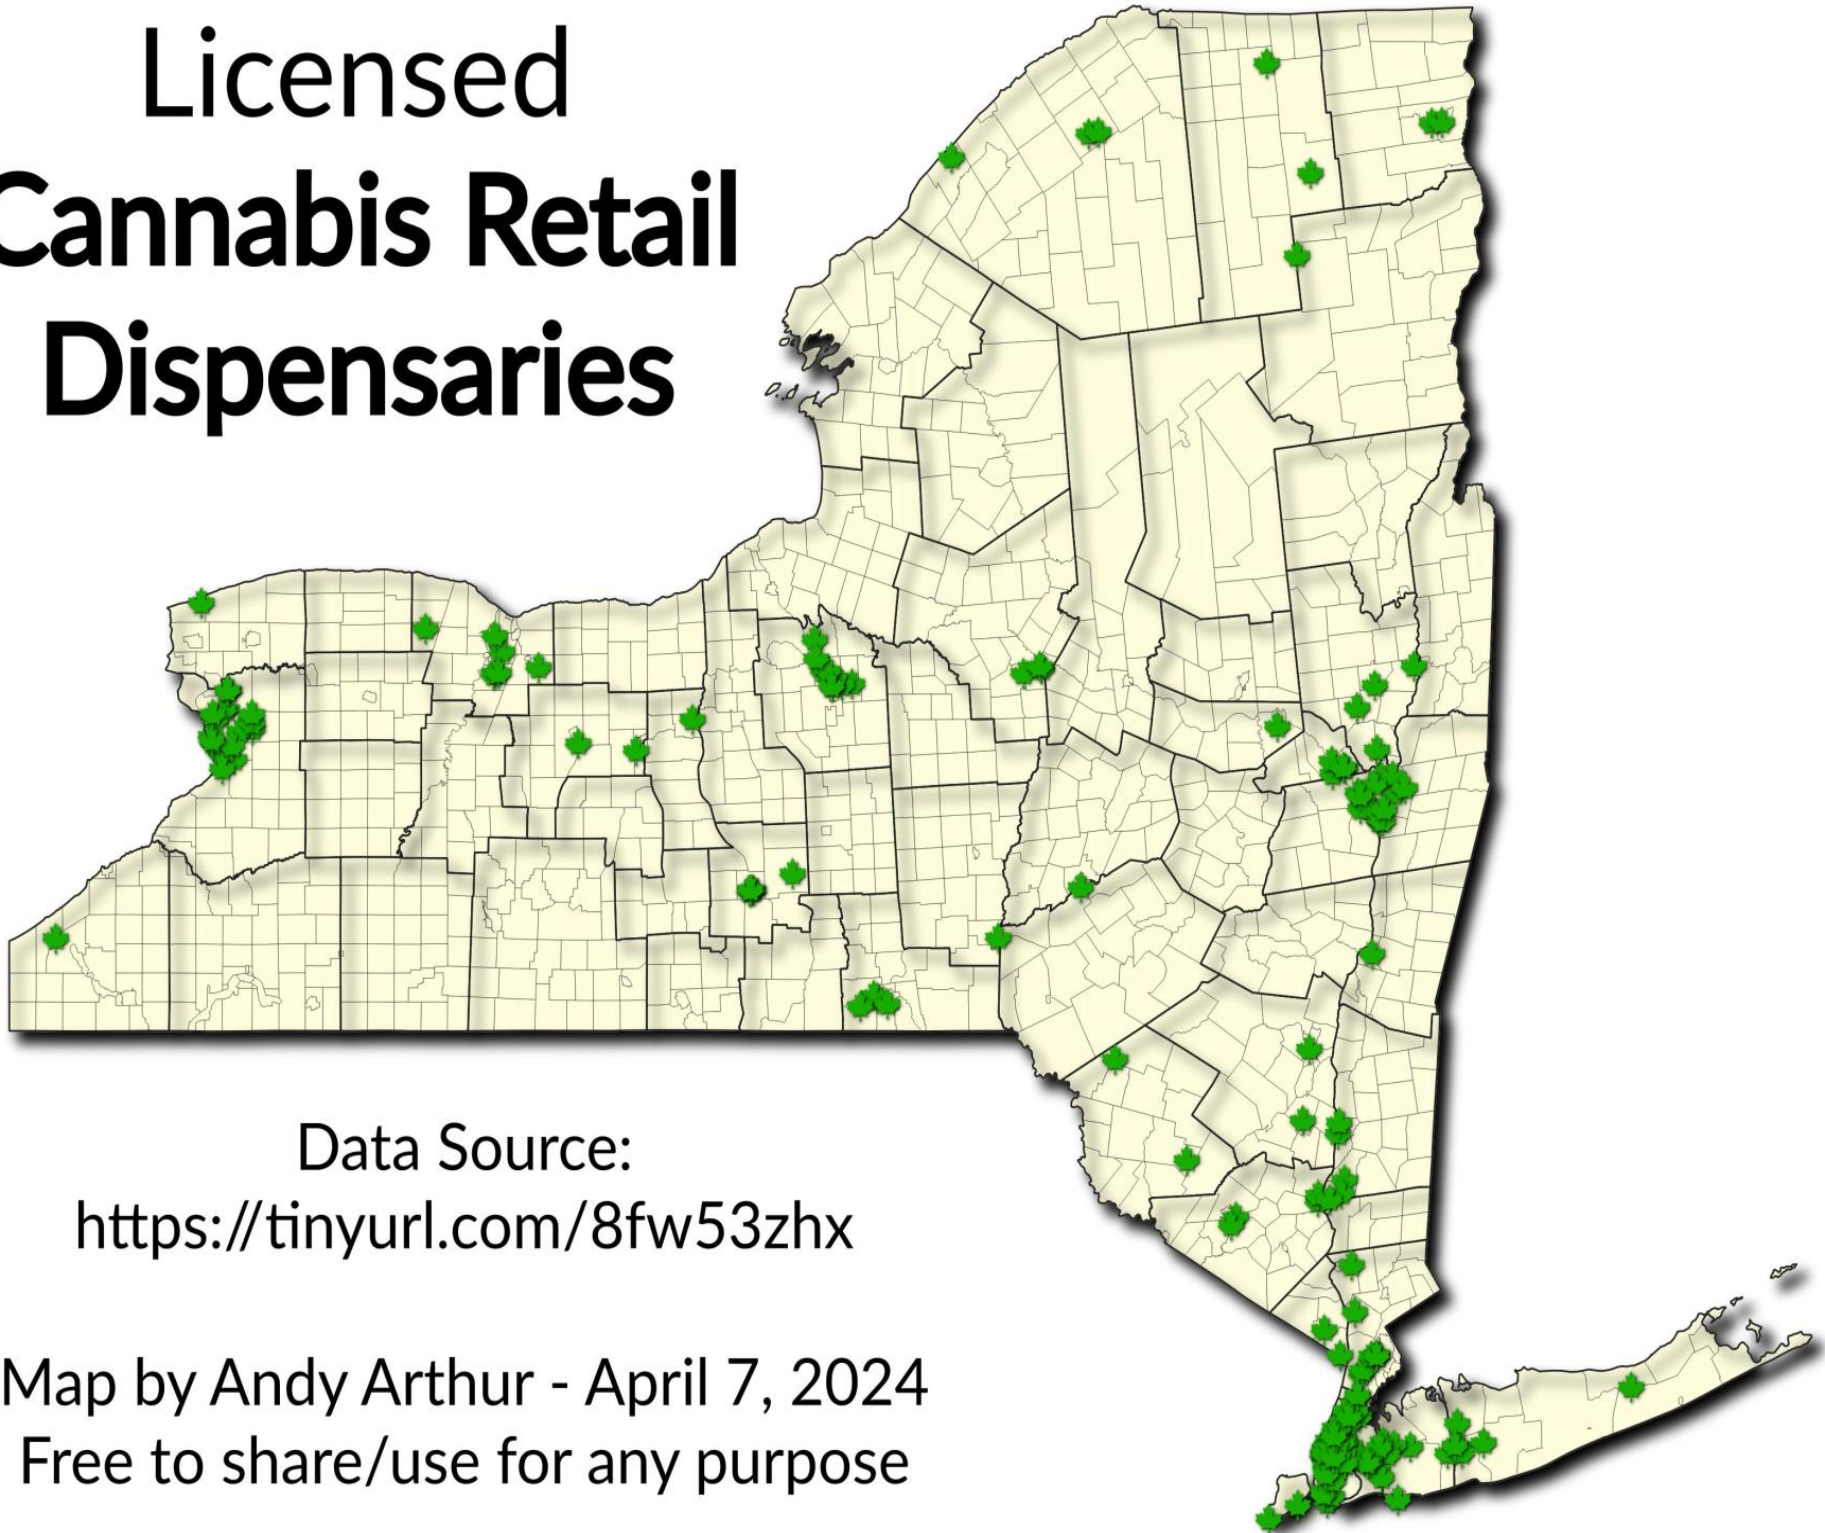 Licensed
Cannabis Retail
Dispensaries
Data Source:
https://tinyurl.com/8fw53zhx
Map by Andy Arthur - April 7, 2024
Free to share/use for any purpose